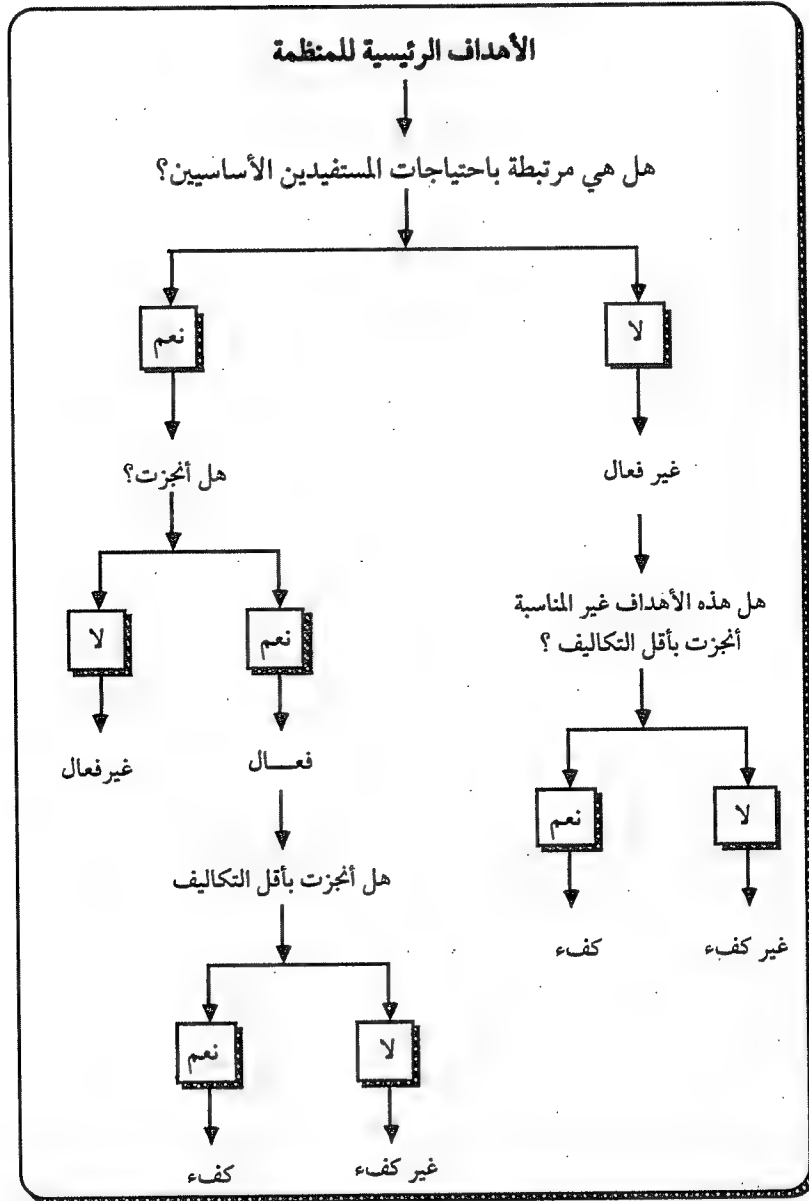 الأهداف الرئيسية للمنظمة
هل هي مرتبطة باحتياجات المستفيدين الأساسيين؟
لا
نعم
غير فعال
هل أنجزت؟
هل هذه الأهداف غير المناسبة
أنجزت بأقل التكاليف ؟
نعم
لا
فعـــال
غير فعال
لا
نعم
هل أنجزت بأقل التكاليف
غير كفء
كفء
لا
نعم
غير كفء
كفء